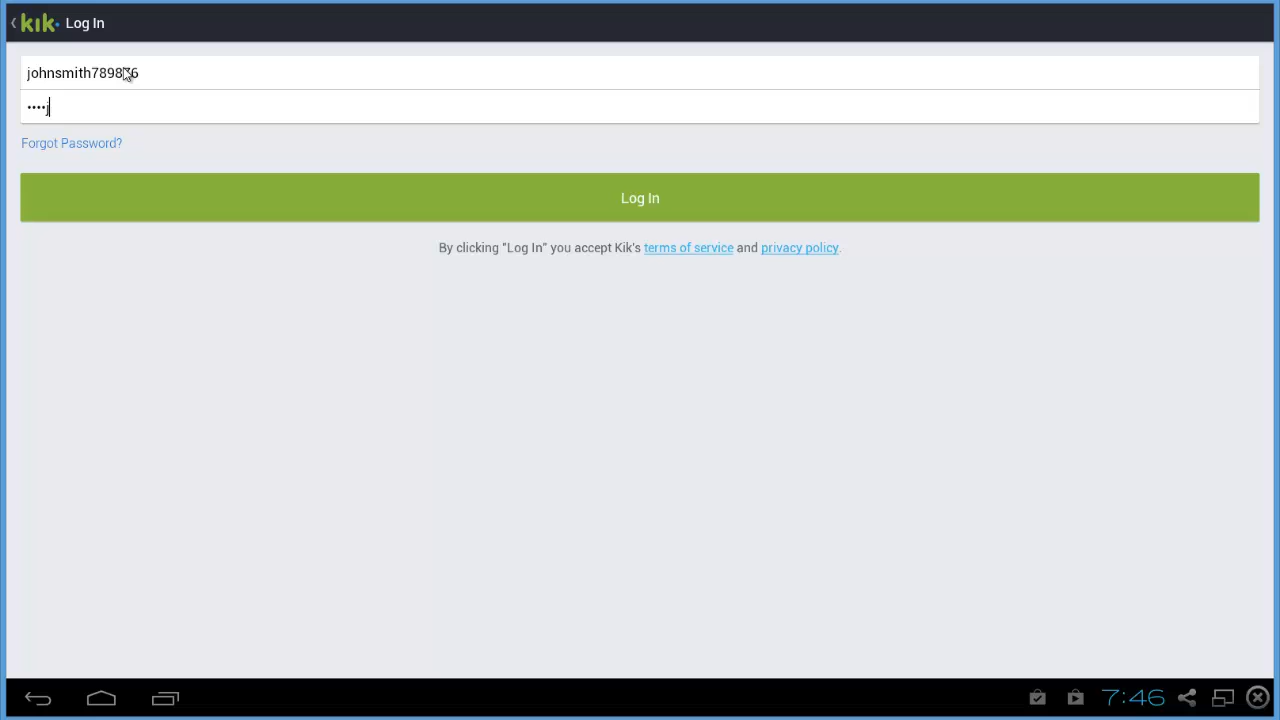 kik. Log In
johnsmith789876
••••j
Forgot Password?
Log In
By clicking "Log In" you accept Kik's terms of service and privacy policy.
7:46